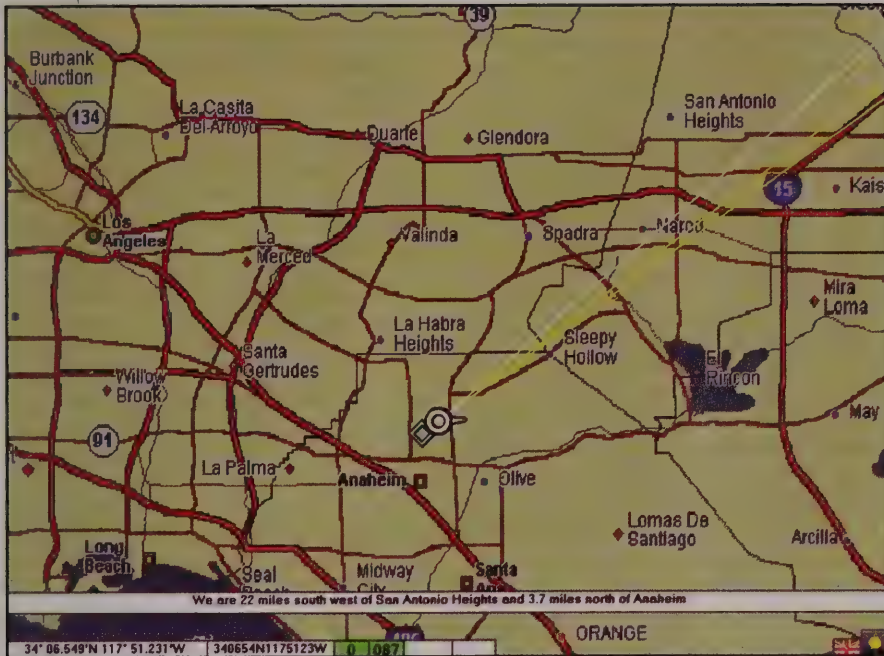 39
Burbank
Junction
134
La Casita
Del Arroyo
Duarte
Glendora
San Antonio
Heights
15
Kais
Los
Angeles
La
Merced
Valinda
Spadra
Narod
Mira
Loma
La Habra
Heights
Sleepy
Hollow
Santa
Gertrudes
Willow
Brook
El
Rincon
May
91
La Palma
Anaheim
Olive
Lomas De
Santiago
Arcilla
Long
Beach
Seal
Midway
City
Santa
We are 22 miles south west of San Antonio Heights and 3.7 miles north of Anaheim
ORANGE
34° 06.549'N 117° 51.231'W 340654N1175123W 0 087